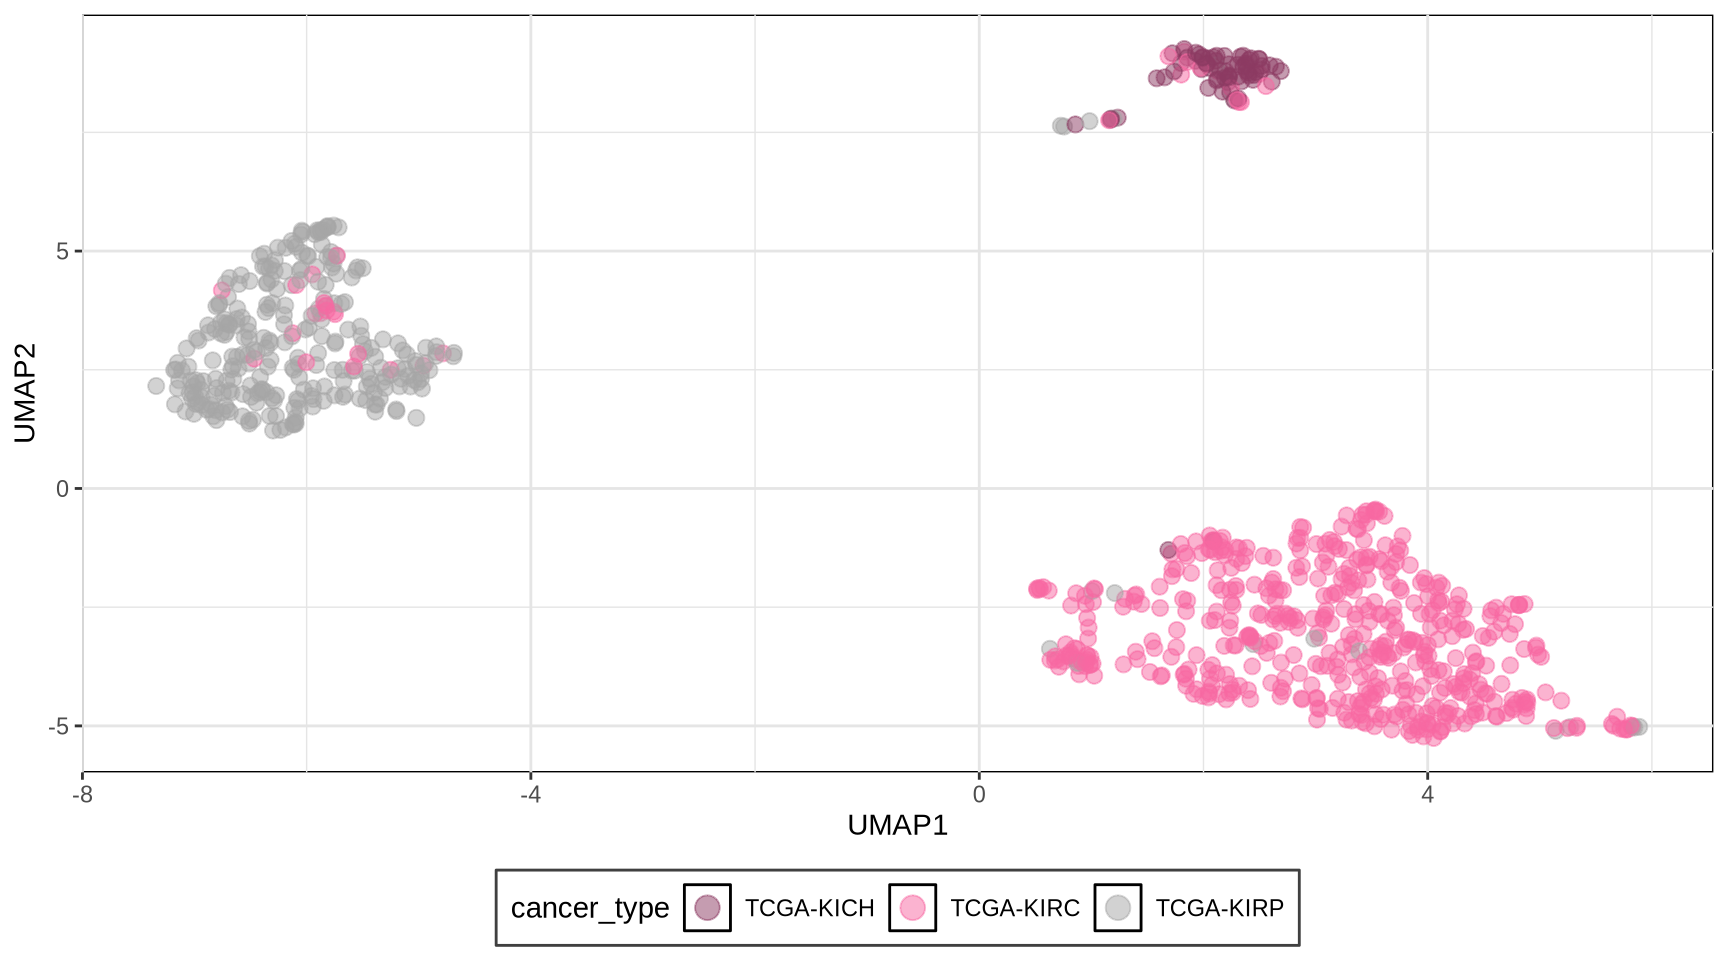 UMAP2
5
0
-5
-8 -4 0 4
UMAP1
cancer_type TCGA-KICH TCGA-KIRC TCGA-KIRP